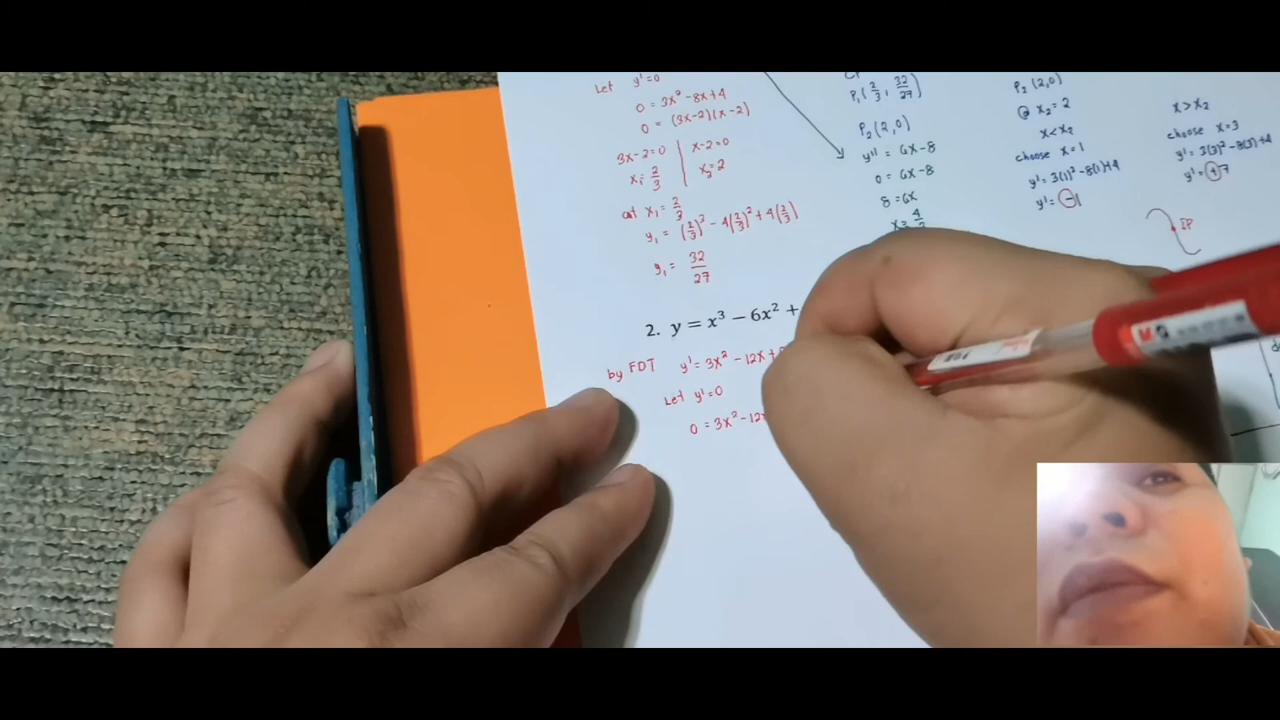 Let y'=0
0 = 3x² -8x+4
0 = (3x-2)(x-2)
3x-2=0 | x-2=0
x₁= 2/3 | x₂=2
at x₁= 2/3
y₁ = (2/3)³ - 4(2/3)² + 4(2/3)
y₁ = 32/27
CP
P₁(2/3, 32/27)
P₂(2,0)
y'' = 6x-8
0 = 6x-8
8=6x
x=
P₂(2,0)
@ x₂=2
x<x₂
choose x=1
y'= 3(1)²-8(1)+4
y'= -1
x>x₂
choose x=3
y'= 3(3)²-8(3)+4
y'= +7
IP
2. y = x³ − 6x² +
by FDT y'= 3x² -12x+
Let y'=0
0 = 3x²-12x
M&G